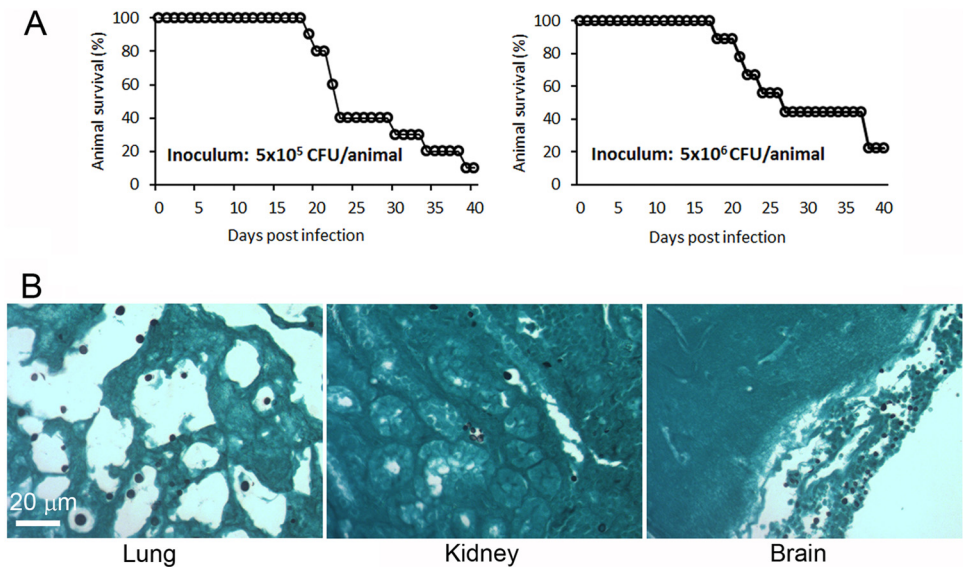 A
Animal survival (%)
100
80
60
40
20
0
Inoculum: 5x10⁵ CFU/animal
0 5 10 15 20 25 30 35 40
Days post infection
Animal survival (%)
100
80
60
40
20
0
Inoculum: 5x10⁶ CFU/animal
0 5 10 15 20 25 30 35 40
Days post infection
B
20 μm
Lung Kidney Brain